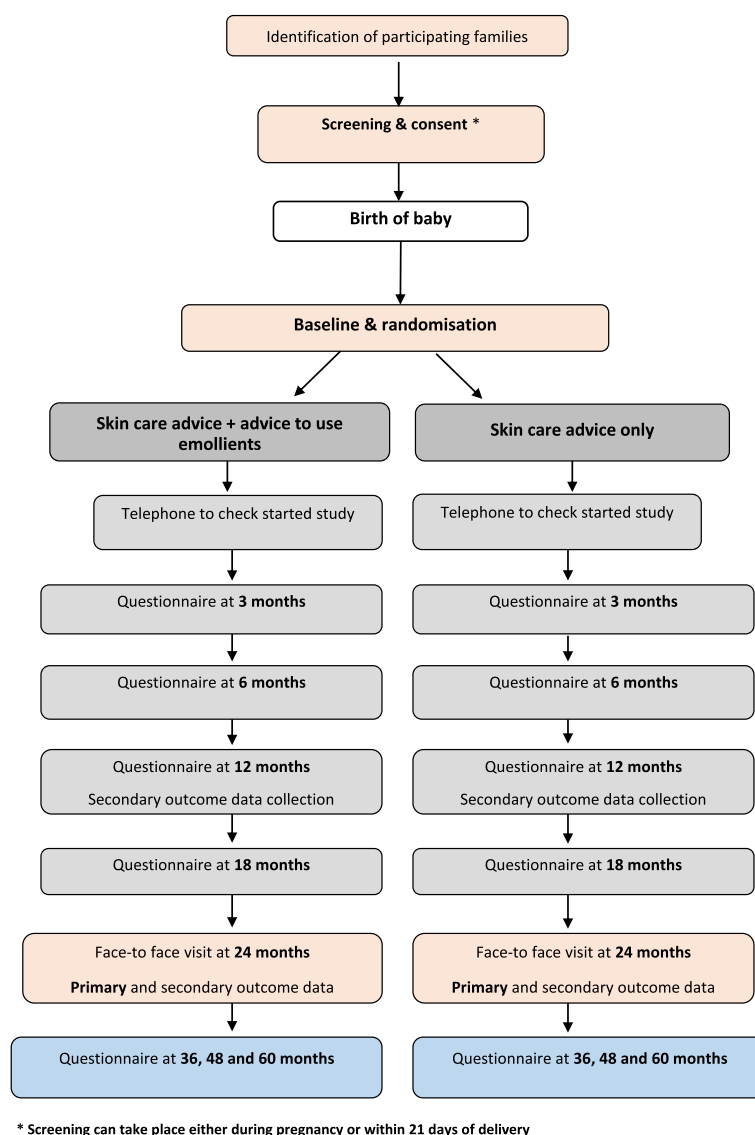 Identification of participating families
Screening & consent *
Birth of baby
Baseline & randomisation
Skin care advice + advice to use
emollients
Telephone to check started study
Questionnaire at 3 months
Questionnaire at 6 months
Questionnaire at 12 months
Secondary outcome data collection
Questionnaire at 18 months
Face-to face visit at 24 months
Primary and secondary outcome data
Questionnaire at 36, 48 and 60 months
Skin care advice only
Telephone to check started study
Questionnaire at 3 months
Questionnaire at 6 months
Questionnaire at 12 months
Secondary outcome data collection
Questionnaire at 18 months
Face-to face visit at 24 months
Primary and secondary outcome data
Questionnaire at 36, 48 and 60 months
* Screening can take place either during pregnancy or within 21 days of delivery